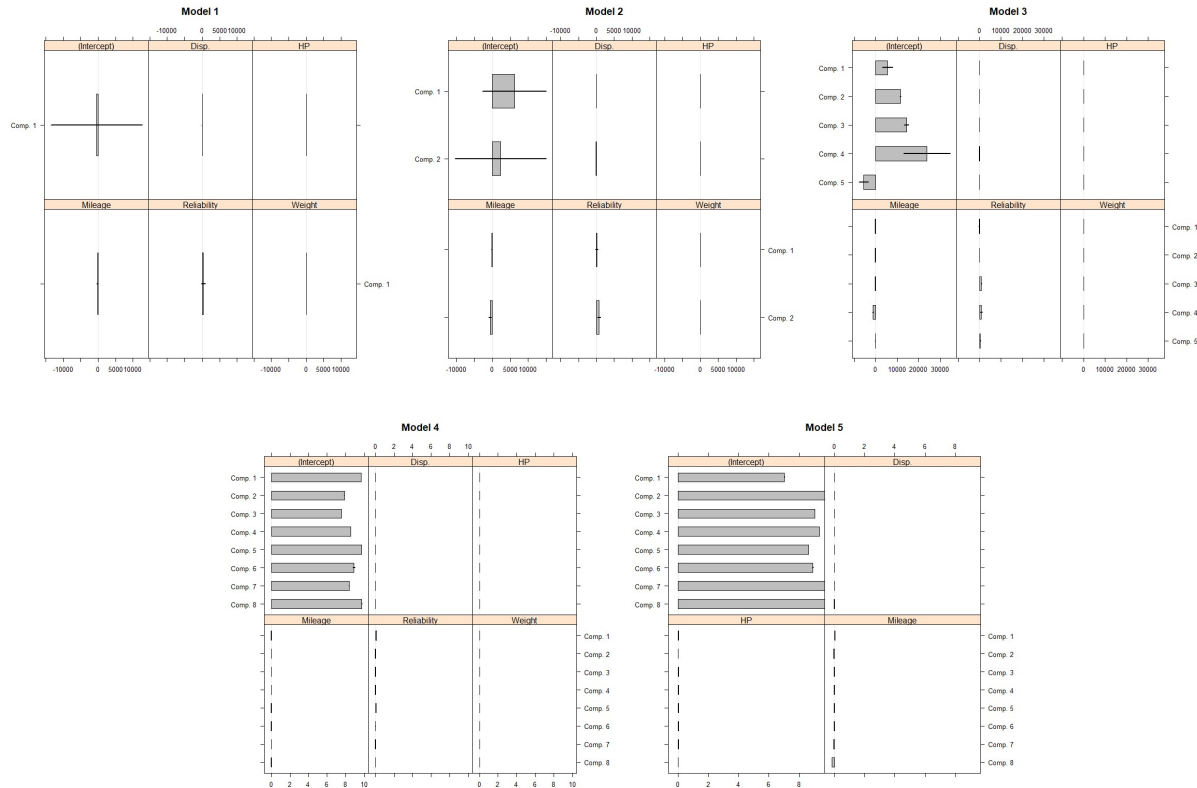 Model 1
-10000 0 5000 10000
(Intercept) Disp. HP
Comp. 1
Mileage Reliability Weight
Comp. 1
-10000 0 5000 10000 -10000 0 5000 10000
Model 2
-10000 0 5000 10000
(Intercept) Disp. HP
Comp. 1
Comp. 2
Mileage Reliability Weight
Comp. 1
Comp. 2
-10000 0 5000 10000 -10000 0 5000 10000
Model 3
0 10000 20000 30000
(Intercept) Disp. HP
Comp. 1
Comp. 2
Comp. 3
Comp. 4
Comp. 5
Mileage Reliability Weight
Comp. 1
Comp. 2
Comp. 3
Comp. 4
Comp. 5
0 10000 20000 30000 0 10000 20000 30000
Model 4
0 2 4 6 8 10
(Intercept) Disp. HP
Comp. 1
Comp. 2
Comp. 3
Comp. 4
Comp. 5
Comp. 6
Comp. 7
Comp. 8
Mileage Reliability Weight
Comp. 1
Comp. 2
Comp. 3
Comp. 4
Comp. 5
Comp. 6
Comp. 7
Comp. 8
0 2 4 6 8 10 0 2 4 6 8 10
Model 5
0 2 4 6 8
(Intercept) Disp.
Comp. 1
Comp. 2
Comp. 3
Comp. 4
Comp. 5
Comp. 6
Comp. 7
Comp. 8
HP Mileage
Comp. 1
Comp. 2
Comp. 3
Comp. 4
Comp. 5
Comp. 6
Comp. 7
Comp. 8
0 2 4 6 8